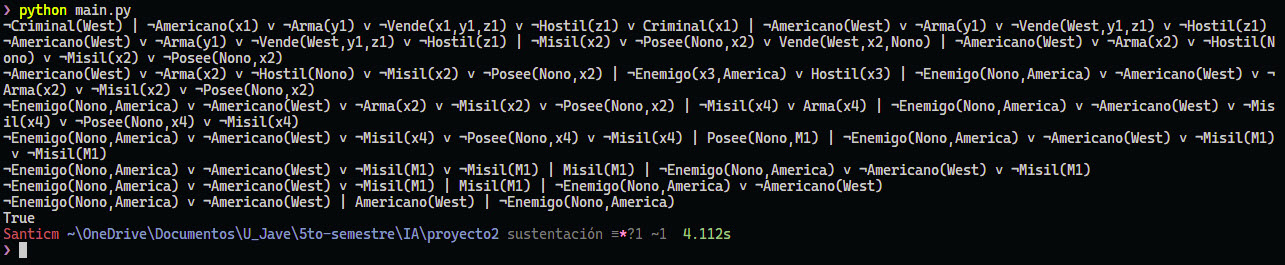 ❯ python main.py
¬Criminal(West) | ¬Americano(x1) v ¬Arma(y1) v ¬Vende(x1,y1,z1) v ¬Hostil(z1) v Criminal(x1) | ¬Americano(West) v ¬Arma(y1) v ¬Vende(West,y1,z1) v ¬Hostil(z1)
¬Americano(West) v ¬Arma(y1) v ¬Vende(West,y1,z1) v ¬Hostil(z1) | ¬Misil(x2) v ¬Posee(Nono,x2) v Vende(West,x2,Nono) | ¬Americano(West) v ¬Arma(x2) v ¬Hostil(N
ono) v ¬Misil(x2) v ¬Posee(Nono,x2)
¬Americano(West) v ¬Arma(x2) v ¬Hostil(Nono) v ¬Misil(x2) v ¬Posee(Nono,x2) | ¬Enemigo(x3,America) v Hostil(x3) | ¬Enemigo(Nono,America) v ¬Americano(West) v ¬
Arma(x2) v ¬Misil(x2) v ¬Posee(Nono,x2)
¬Enemigo(Nono,America) v ¬Americano(West) v ¬Arma(x2) v ¬Misil(x2) v ¬Posee(Nono,x2) | ¬Misil(x4) v Arma(x4) | ¬Enemigo(Nono,America) v ¬Americano(West) v ¬Mis
il(x4) v ¬Posee(Nono,x4) v ¬Misil(x4)
¬Enemigo(Nono,America) v ¬Americano(West) v ¬Misil(x4) v ¬Posee(Nono,x4) v ¬Misil(x4) | Posee(Nono,M1) | ¬Enemigo(Nono,America) v ¬Americano(West) v ¬Misil(M1)
 v ¬Misil(M1)
¬Enemigo(Nono,America) v ¬Americano(West) v ¬Misil(M1) v ¬Misil(M1) | Misil(M1) | ¬Enemigo(Nono,America) v ¬Americano(West) v ¬Misil(M1)
¬Enemigo(Nono,America) v ¬Americano(West) v ¬Misil(M1) | Misil(M1) | ¬Enemigo(Nono,America) v ¬Americano(West)
¬Enemigo(Nono,America) v ¬Americano(West) | Americano(West) | ¬Enemigo(Nono,America)
True
Santicm ~\OneDrive\Documentos\U_Jave\5to-semestre\IA\proyecto2 sustentación ≡*?1 ~1 4.112s
❯